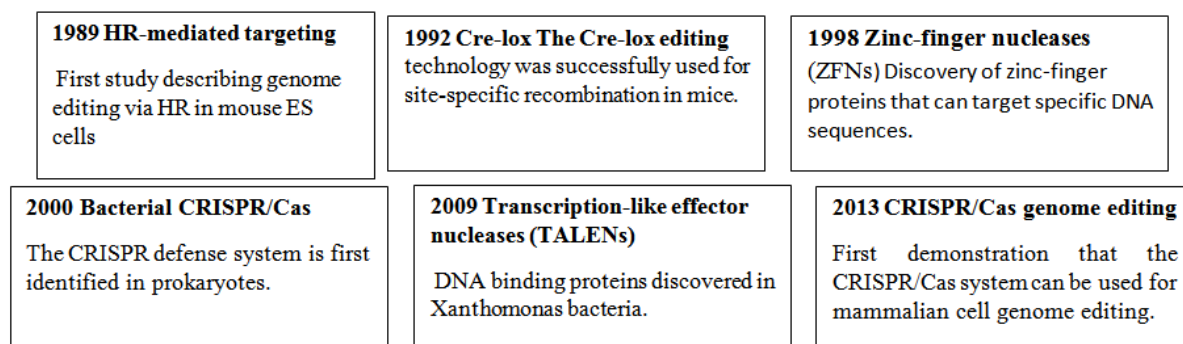 1989 HR-mediated targeting
First study describing genome
editing via HR in mouse ES
cells
1992 Cre-lox The Cre-lox editing
technology was successfully used for
site-specific recombination in mice.
1998 Zinc-finger nucleases
(ZFNs) Discovery of zinc-finger
proteins that can target specific DNA
sequences.
2000 Bacterial CRISPR/Cas
The CRISPR defense system is first
identified in prokaryotes.
2009 Transcription-like effector
nucleases (TALENs)
DNA binding proteins discovered in
Xanthomonas bacteria.
2013 CRISPR/Cas genome editing
First demonstration that the
CRISPR/Cas system can be used for
mammalian cell genome editing.